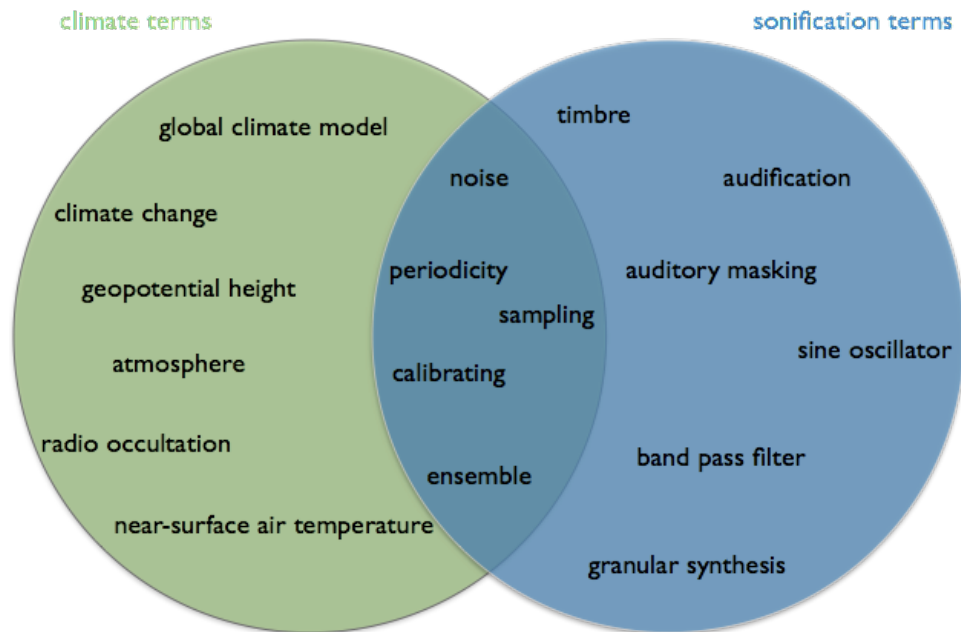 climate terms
sonification terms
global climate model
climate change
geopotential height
atmosphere
radio occultation
near-surface air temperature
noise
periodicity
sampling
calibrating
ensemble
timbre
audification
auditory masking
sine oscillator
band pass filter
granular synthesis